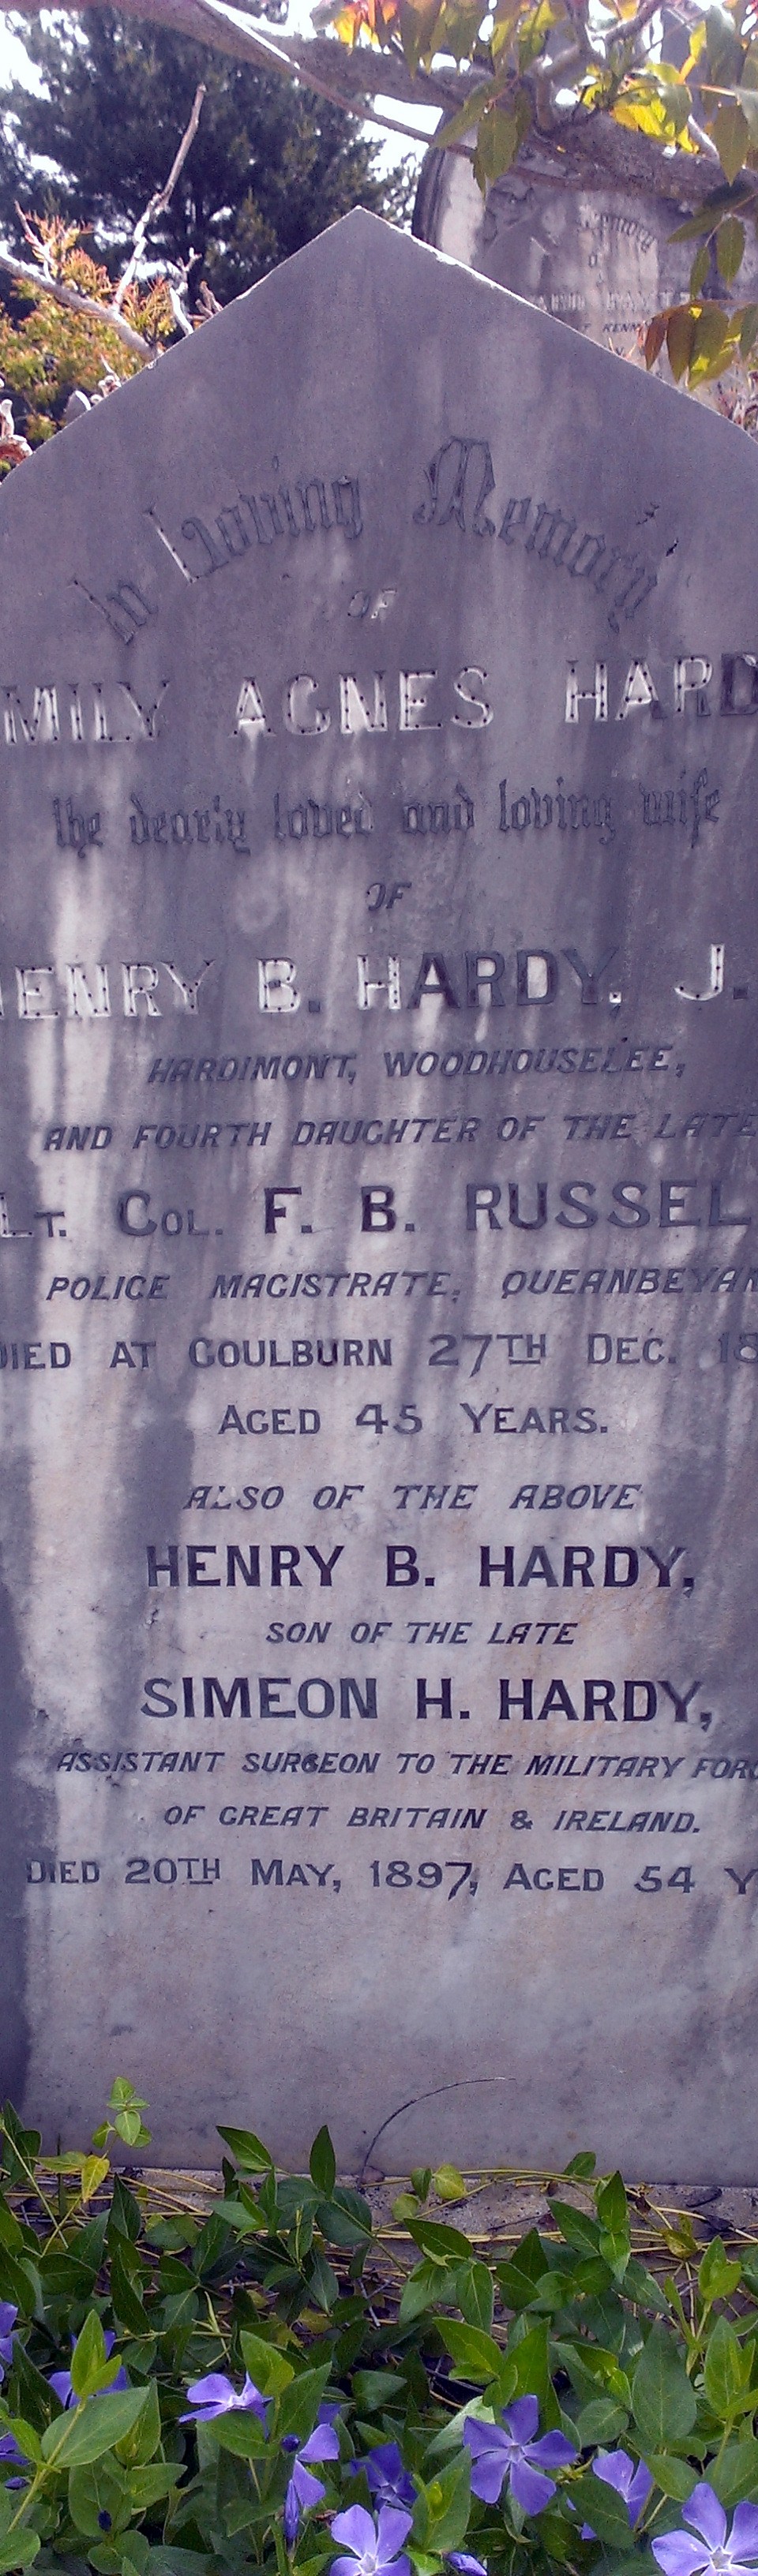 In Loving Memory
OF
MILY AGNES HARD
the dearly loved and loving wife
OF
HENRY B. HARDY, J.
HARDIMONT, WOODHOUSELEE,
AND FOURTH DAUGHTER OF THE LATE
LT. COL. F. B. RUSSEL
POLICE MAGISTRATE, QUEANBEYAN
DIED AT GOULBURN 27TH DEC. 18
AGED 45 YEARS.
ALSO OF THE ABOVE
HENRY B. HARDY,
SON OF THE LATE
SIMEON H. HARDY,
ASSISTANT SURGEON TO THE MILITARY FORC
OF GREAT BRITAIN & IRELAND.
DIED 20TH MAY, 1897, AGED 54 Y